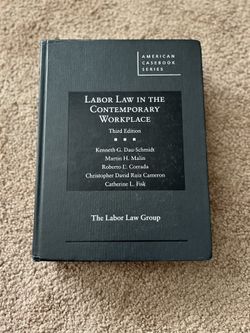 AMERICAN
CASEBOOK
SERIES
LABOR LAW IN THE
CONTEMPORARY
WORKPLACE
Third Edition
Kenneth G. Dau-Schmidt
Martin H. Malin
Roberto L. Corrada
Christopher David Ruiz Cameron
Catherine L. Fisk
The Labor Law Group